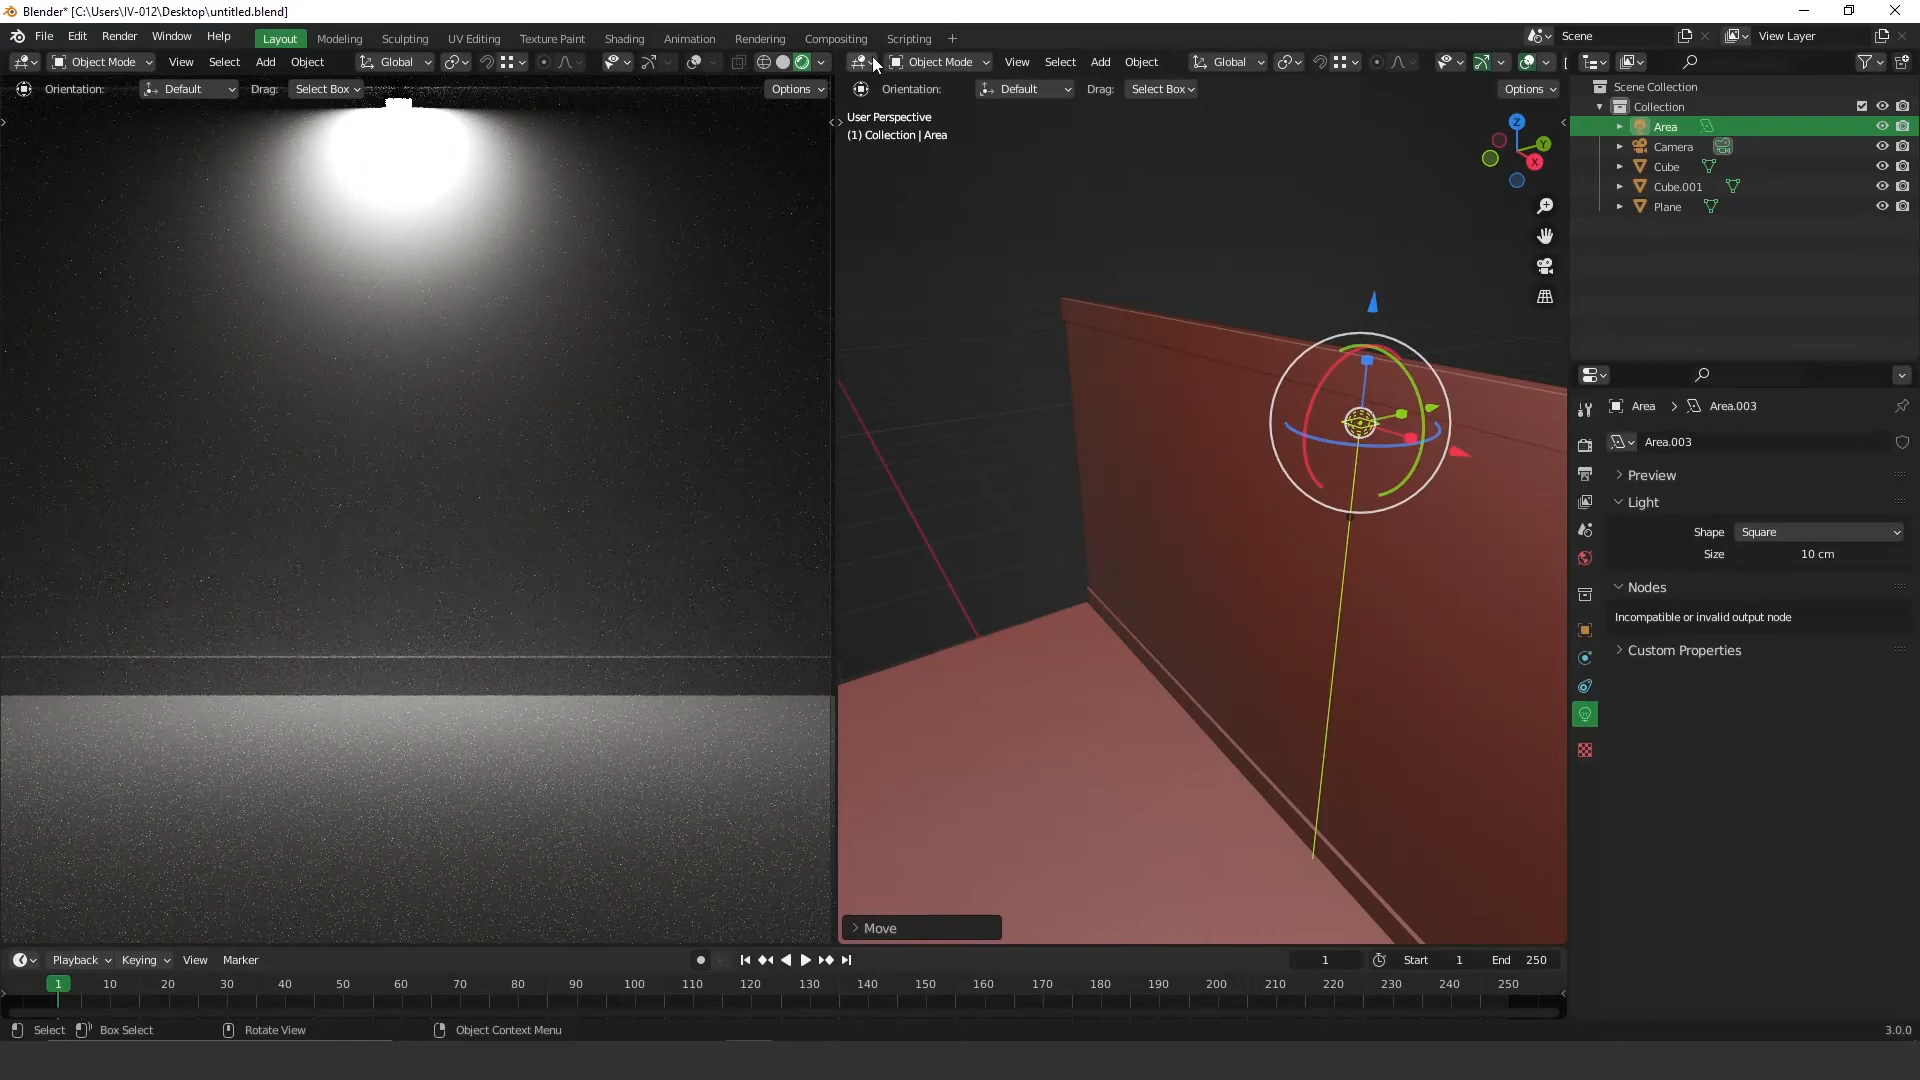 Blender* [C:\Users\IV-012\Desktop\untitled.blend]
File Edit Render Window Help Layout Modeling Sculpting UV Editing Texture Paint Shading Animation Rendering Compositing Scripting + Scene View Layer
Object Mode View Select Add Object Global Object Mode View Select Add Object Global
Orientation: Default Drag: Select Box Options Orientation: Default Drag: Select Box Options
User Perspective
(1) Collection | Area
Z
Y
X
Scene Collection
Collection
Area
Camera
Cube
Cube.001
Plane
Area > Area.003
Area.003
Preview
Light
Shape Square
Size 10 cm
Nodes
Incompatible or invalid output node
Custom Properties
Move
Playback Keying View Marker 1 Start 1 End 250
1 10 20 30 40 50 60 70 80 90 100 110 120 130 140 150 160 170 180 190 200 210 220 230 240 250
Select Box Select Rotate View Object Context Menu 3.0.0